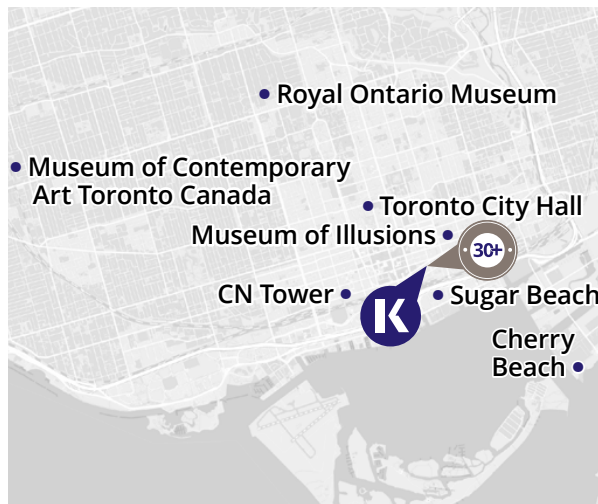 Royal Ontario Museum
Museum of Contemporary
Art Toronto Canada
Toronto City Hall
Museum of Illusions
30+
CN Tower
K
Sugar Beach
Cherry
Beach